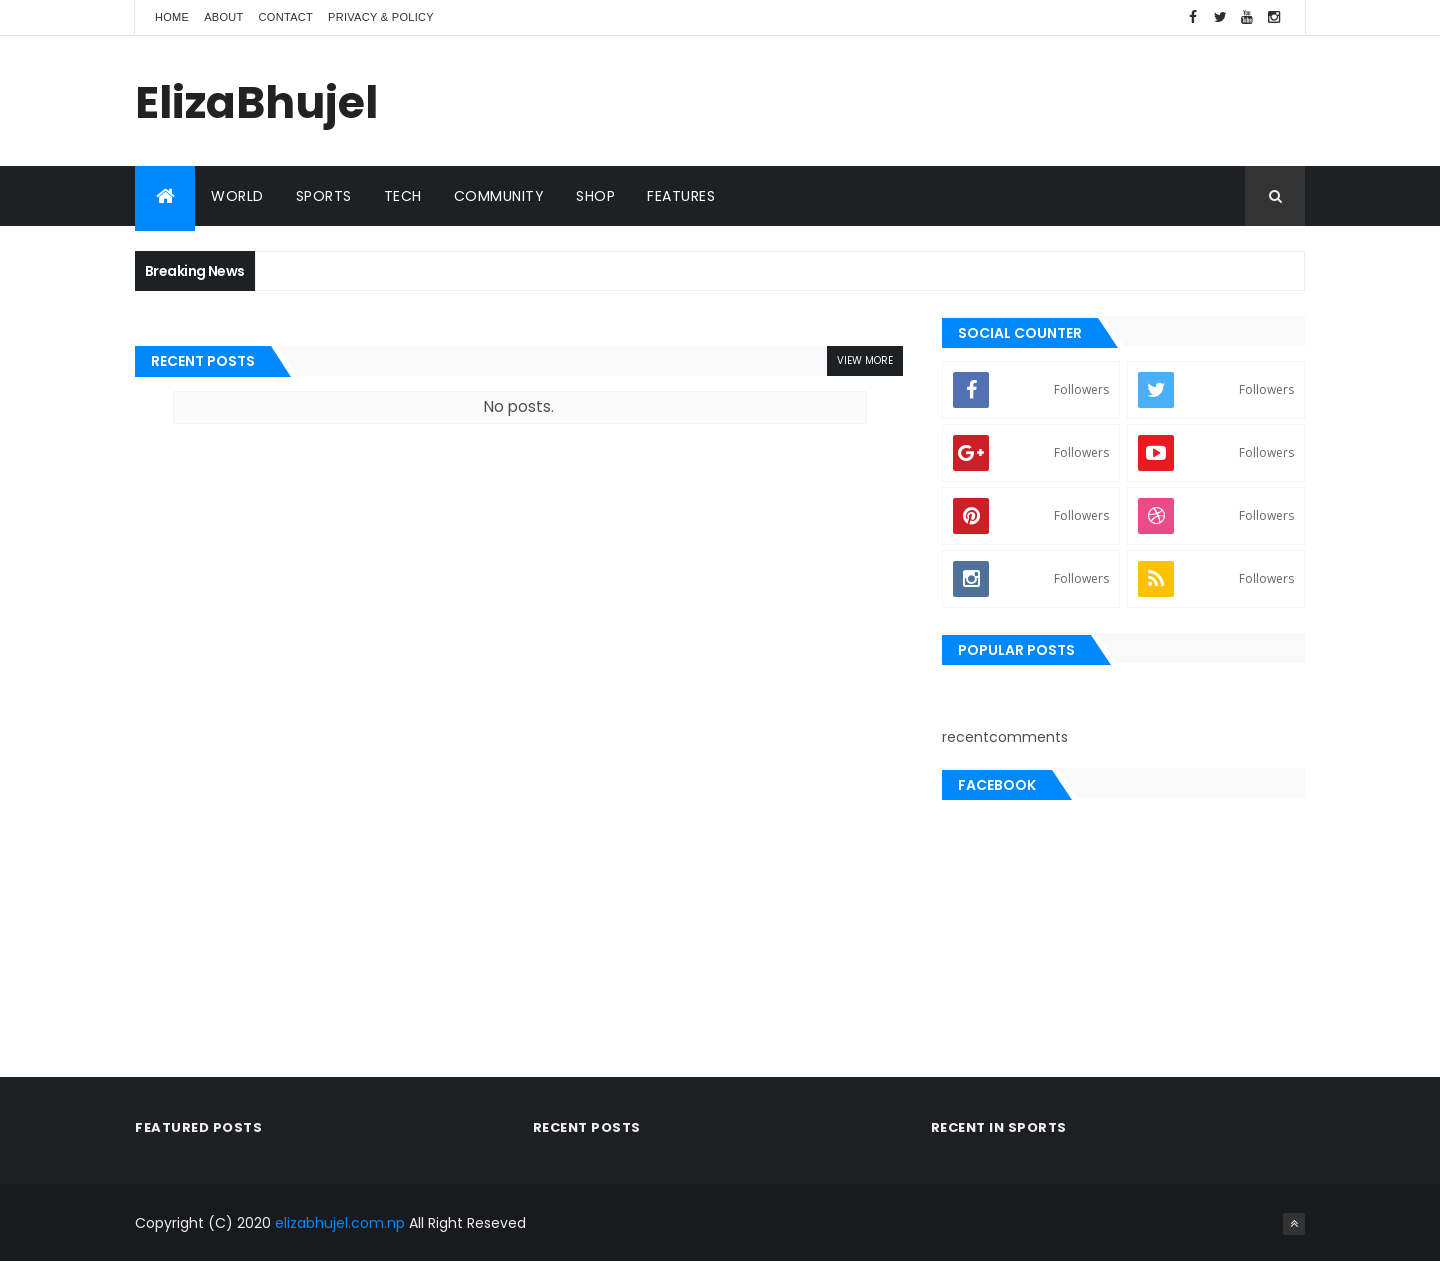 HOME ABOUT CONTACT PRIVACY & POLICY
ElizaBhujel
WORLD SPORTS TECH COMMUNITY SHOP FEATURES
Breaking News
RECENT POSTS VIEW MORE
No posts.
SOCIAL COUNTER
Followers Followers
Followers Followers
Followers Followers
Followers Followers
POPULAR POSTS
recentcomments
FACEBOOK
FEATURED POSTS RECENT POSTS RECENT IN SPORTS
Copyright (C) 2020 elizabhujel.com.np All Right Reseved